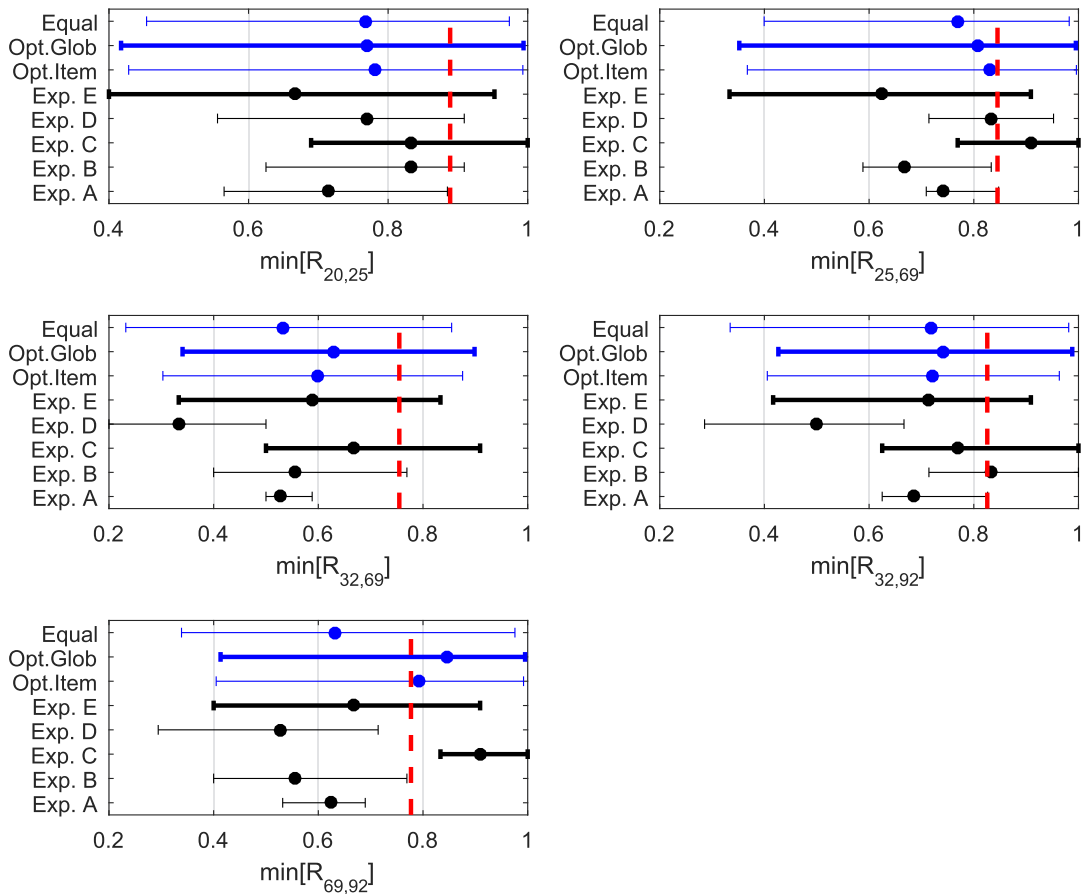 Equal
Opt.Glob
Opt.Item
Exp. E
Exp. D
Exp. C
Exp. B
Exp. A
0.4 0.6 0.8 1
min[R20,25]
Equal
Opt.Glob
Opt.Item
Exp. E
Exp. D
Exp. C
Exp. B
Exp. A
0.2 0.4 0.6 0.8 1
min[R25,69]
Equal
Opt.Glob
Opt.Item
Exp. E
Exp. D
Exp. C
Exp. B
Exp. A
0.2 0.4 0.6 0.8 1
min[R32,69]
Equal
Opt.Glob
Opt.Item
Exp. E
Exp. D
Exp. C
Exp. B
Exp. A
0.2 0.4 0.6 0.8 1
min[R32,92]
Equal
Opt.Glob
Opt.Item
Exp. E
Exp. D
Exp. C
Exp. B
Exp. A
0.2 0.4 0.6 0.8 1
min[R69,92]